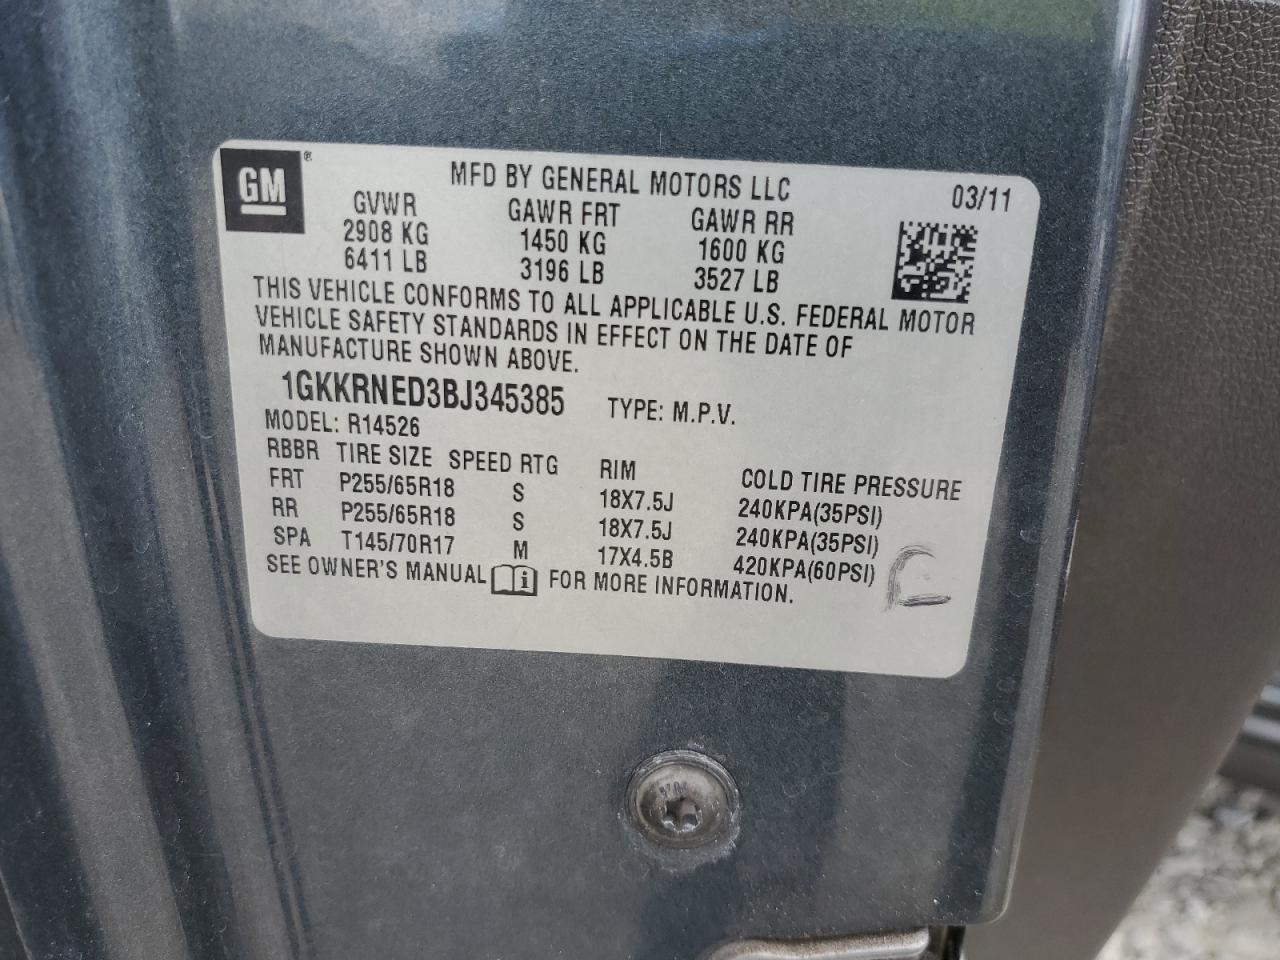 GM ®
MFD BY GENERAL MOTORS LLC 03/11
GVWR GAWR FRT GAWR RR
2908 KG 1450 KG 1600 KG
6411 LB 3196 LB 3527 LB
THIS VEHICLE CONFORMS TO ALL APPLICABLE U.S. FEDERAL MOTOR
VEHICLE SAFETY STANDARDS IN EFFECT ON THE DATE OF
MANUFACTURE SHOWN ABOVE.
1GKKRNED3BJ345385 TYPE: M.P.V.
MODEL: R14526
RBBR TIRE SIZE SPEED RTG RIM COLD TIRE PRESSURE
FRT P255/65R18 S 18X7.5J 240KPA(35PSI)
RR P255/65R18 S 18X7.5J 240KPA(35PSI)
SPA T145/70R17 M 17X4.5B 420KPA(60PSI)
SEE OWNER'S MANUAL i FOR MORE INFORMATION.